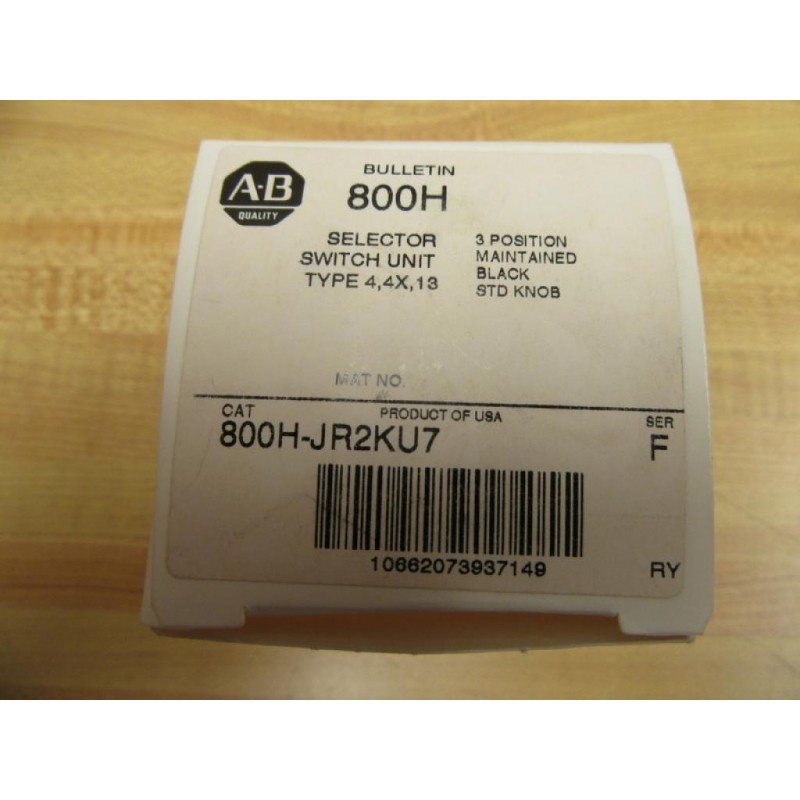 A-B
QUALITY
BULLETIN
800H
SELECTOR
SWITCH UNIT
TYPE 4,4X,13
3 POSITION
MAINTAINED
BLACK
STD KNOB
MAT NO.
CAT
PRODUCT OF USA
SER
800H-JR2KU7
F
10662073937149
RY